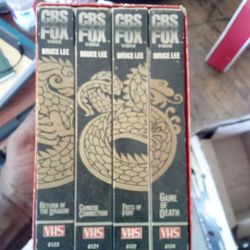 CBS
FOX
VIDEO
BRUCE LEE
RETURN OF
THE DRAGON
VHS
6123
CBS
FOX
VIDEO
BRUCE LEE
CHINESE
CONNECTION
VHS
6121
CBS
FOX
VIDEO
BRUCE LEE
FISTS OF
FURY
VHS
6122
CBS
FOX
VIDEO
BRUCE LEE
GAME
OF
DEATH
VHS
6124